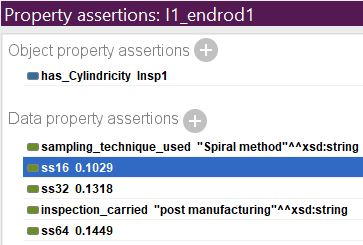 Property assertions: I1_endrod1
Object property assertions
has_Cylindricity Insp1
Data property assertions
sampling_technique_used "Spiral method"^^xsd:string
ss16 0.1029
ss32 0.1318
inspection_carried "post manufacturing"^^xsd:string
ss64 0.1449